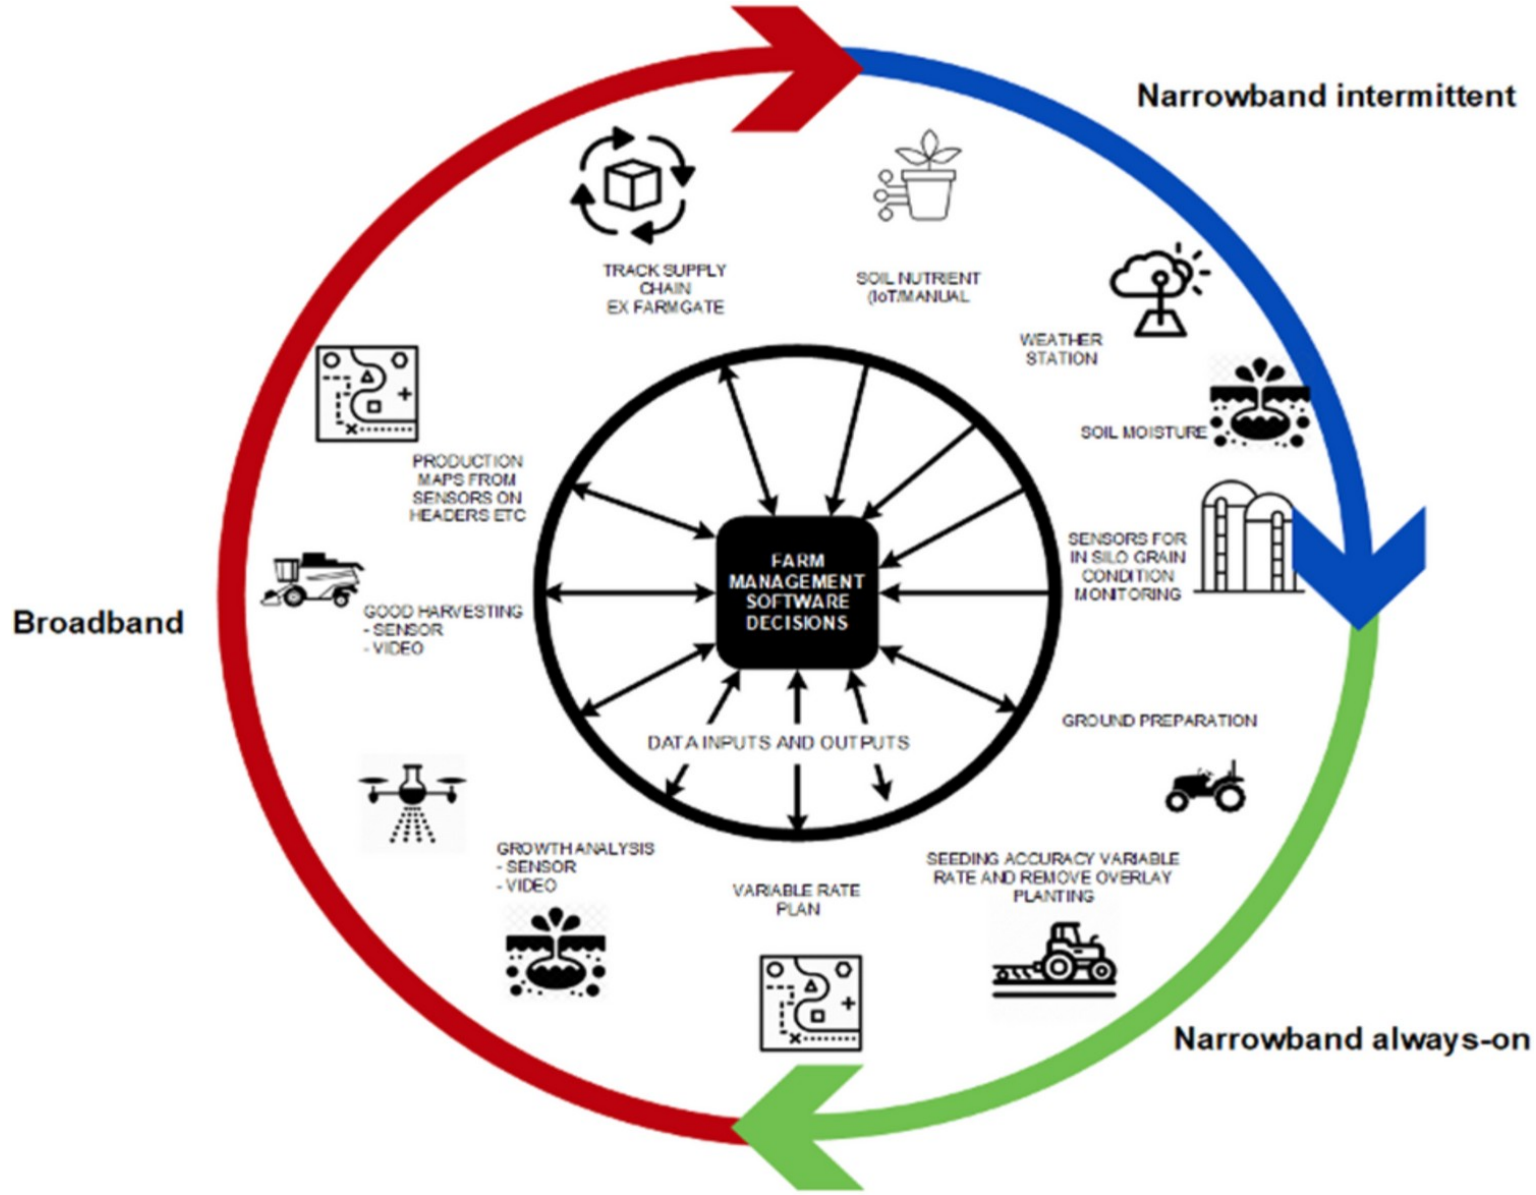 Narrowband intermittent
TRACK SUPPLY
CHAIN
EX FARMGATE
SOIL NUTRIENT
(IoT/MANUAL
WEATHER
STATION
SOIL MOISTURE
SENSORS FOR
IN SILO GRAIN
CONDITION
MONITORING
PRODUCTION
MAPS FROM
SENSORS ON
HEADERS ETC
FARM
MANAGEMENT
SOFTWARE
DECISIONS
Broadband
GOOD HARVESTING
- SENSOR
- VIDEO
DATA INPUTS AND OUTPUTS
GROUND PREPARATION
GROWTH ANALYSIS
- SENSOR
- VIDEO
VARIABLE RATE
PLAN
SEEDING ACCURACY VARIABLE
RATE AND REMOVE OVERLAY
PLANTING
Narrowband always-on